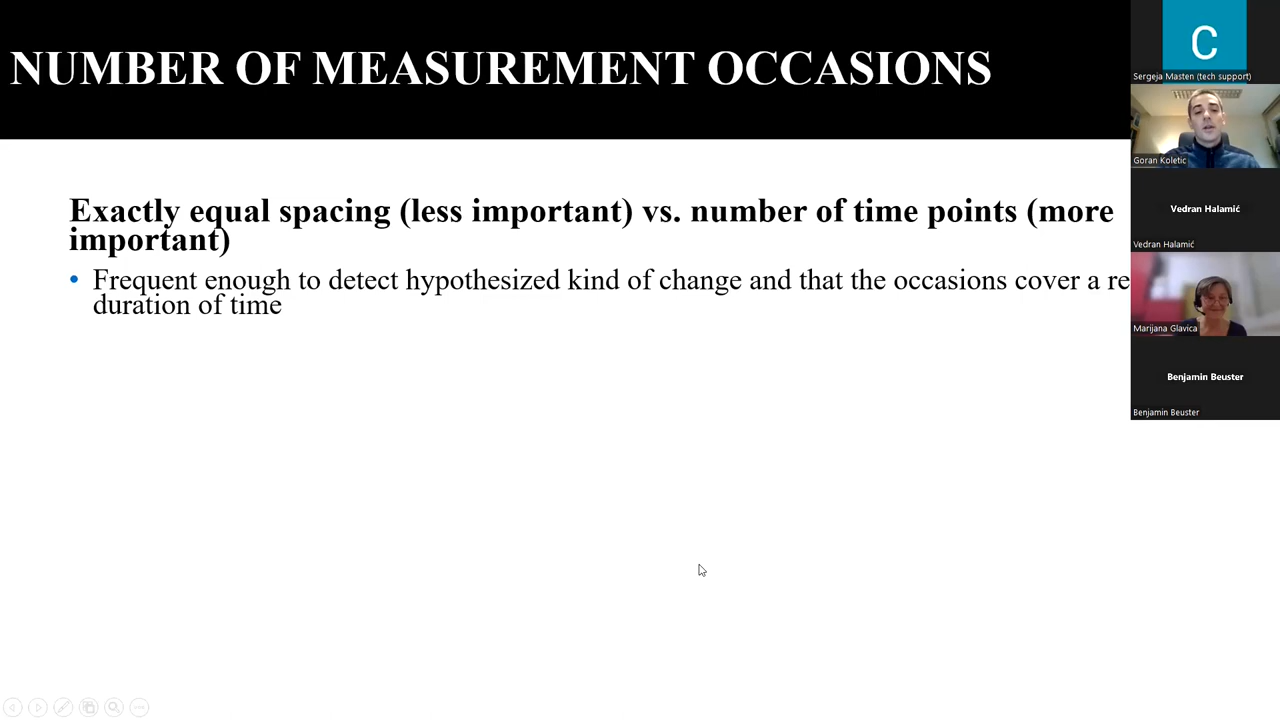 NUMBER OF MEASUREMENT OCCASIONS
Exactly equal spacing (less important) vs. number of time points (more
important)
Frequent enough to detect hypothesized kind of change and that the occasions cover a
duration of time
C
Sergeja Masten (tech support)
Goran Koletic
Vedran Halamić
Vedran Halamić
Marijana Glavica
Benjamin Beuster
Benjamin Beuster